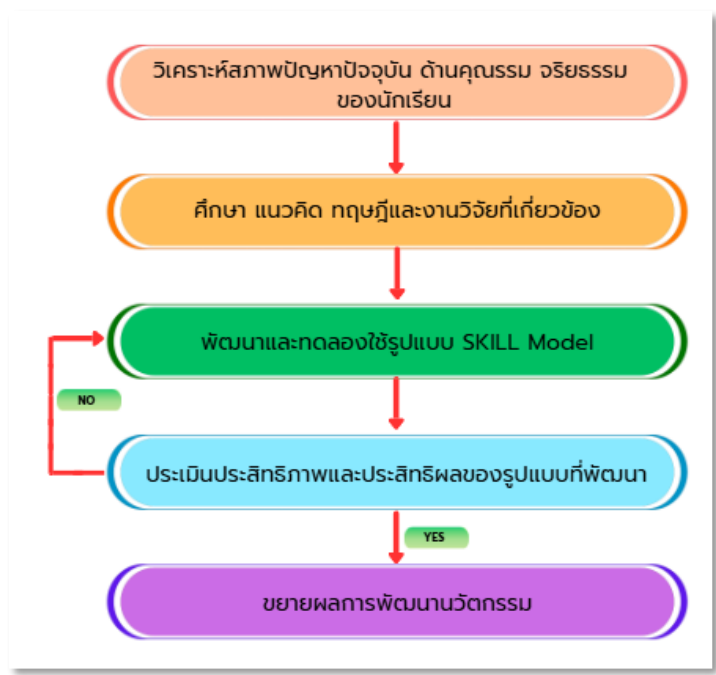 วิเคราะห์สภาพปัญหาปัจจุบัน ด้านคุณธรรม จริยธรรม
ของนักเรียน
ศึกษา แนวคิด ทฤษฎีและงานวิจัยที่เกี่ยวข้อง
พัฒนาและทดลองใช้รูปแบบ SKILL Model
NO
ประเมินประสิทธิภาพและประสิทธิผลของรูปแบบที่พัฒนา
YES
ขยายผลการพัฒนานวัตกรรม